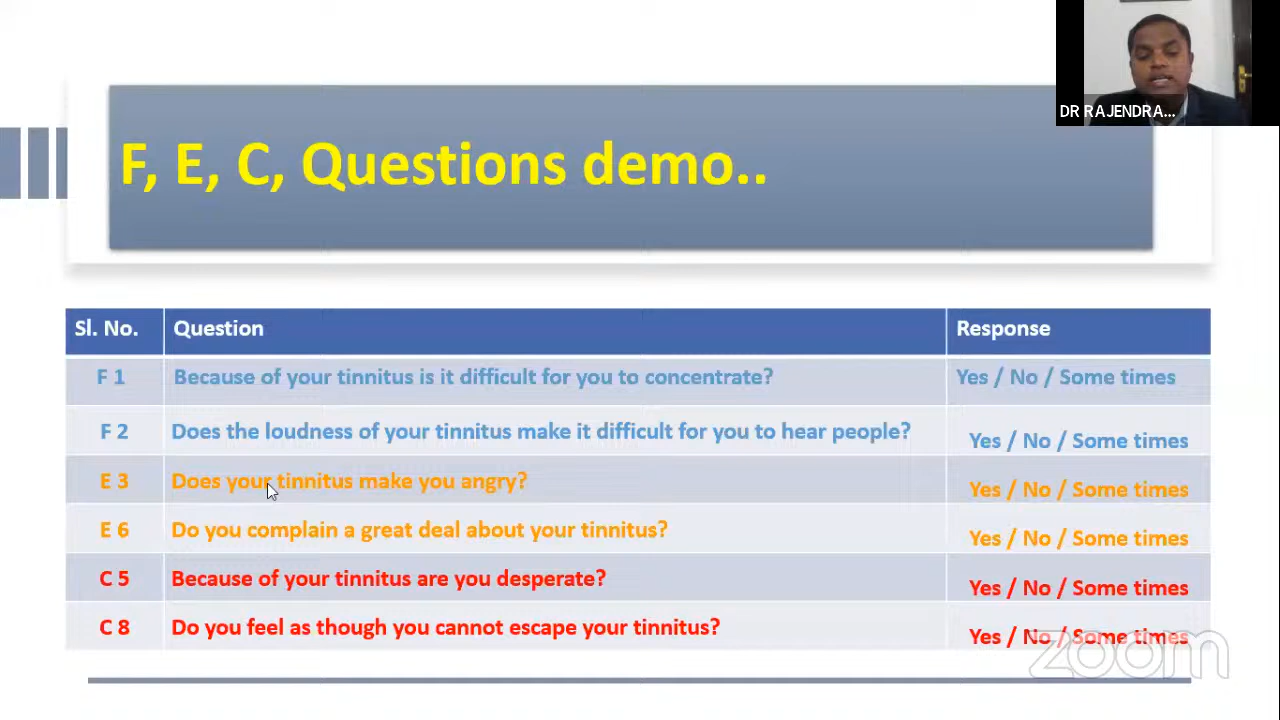 DR RAJENDRA...
F, E, C, Questions demo..
Sl. No. Question Response
F 1 Because of your tinnitus is it difficult for you to concentrate? Yes / No / Some times
F 2 Does the loudness of your tinnitus make it difficult for you to hear people? Yes / No / Some times
E 3 Does your tinnitus make you angry? Yes / No / Some times
E 6 Do you complain a great deal about your tinnitus? Yes / No / Some times
C 5 Because of your tinnitus are you desperate? Yes / No / Some times
C 8 Do you feel as though you cannot escape your tinnitus? Yes / No / Some times
zoom